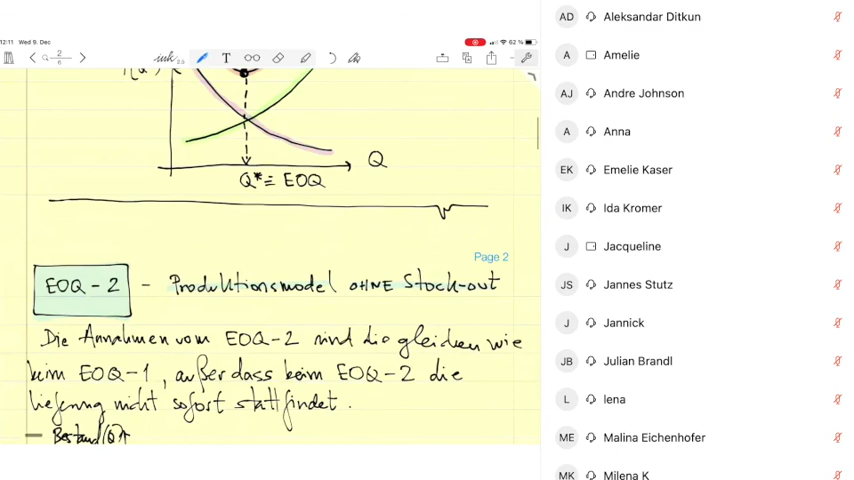 12:11 Wed 9. Dec
62 %
2
6
ink
2.0
T
Q
Q* ≡ EOQ
Page 2
EOQ - 2 - Produktionsmodel OHNE Stock-out
Die Annahmen vom EOQ-2 sind die gleichen wie
beim EOQ-1, außer dass beim EOQ-2 die
Lieferung nicht sofort stattfindet.
Bestand (Q)
AD Aleksandar Ditkun
A Amelie
AJ Andre Johnson
A Anna
EK Emelie Kaser
IK Ida Kromer
J Jacqueline
JS Jannes Stutz
J Jannick
JB Julian Brandl
L lena
ME Malina Eichenhofer
MK Milena K